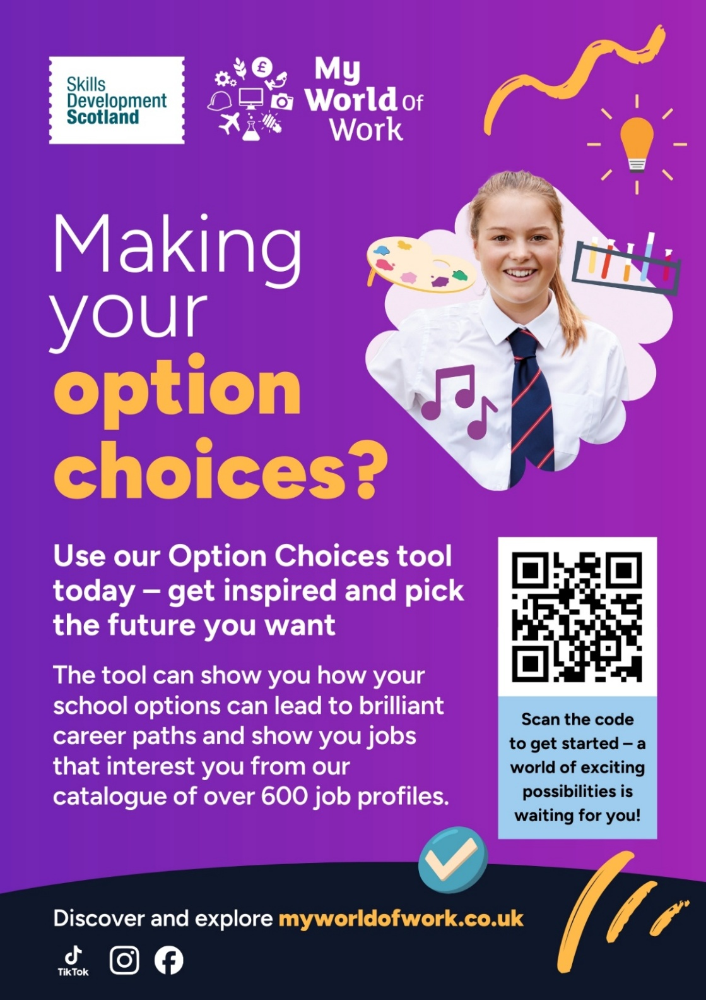 Skills
Development
Scotland
£
My
World Of
Work
Making
your
option
choices?
Use our Option Choices tool
today – get inspired and pick
the future you want
The tool can show you how your
school options can lead to brilliant
career paths and show you jobs
that interest you from our
catalogue of over 600 job profiles.
Scan the code
to get started – a
world of exciting
possibilities is
waiting for you!
Discover and explore myworldofwork.co.uk
TikTok